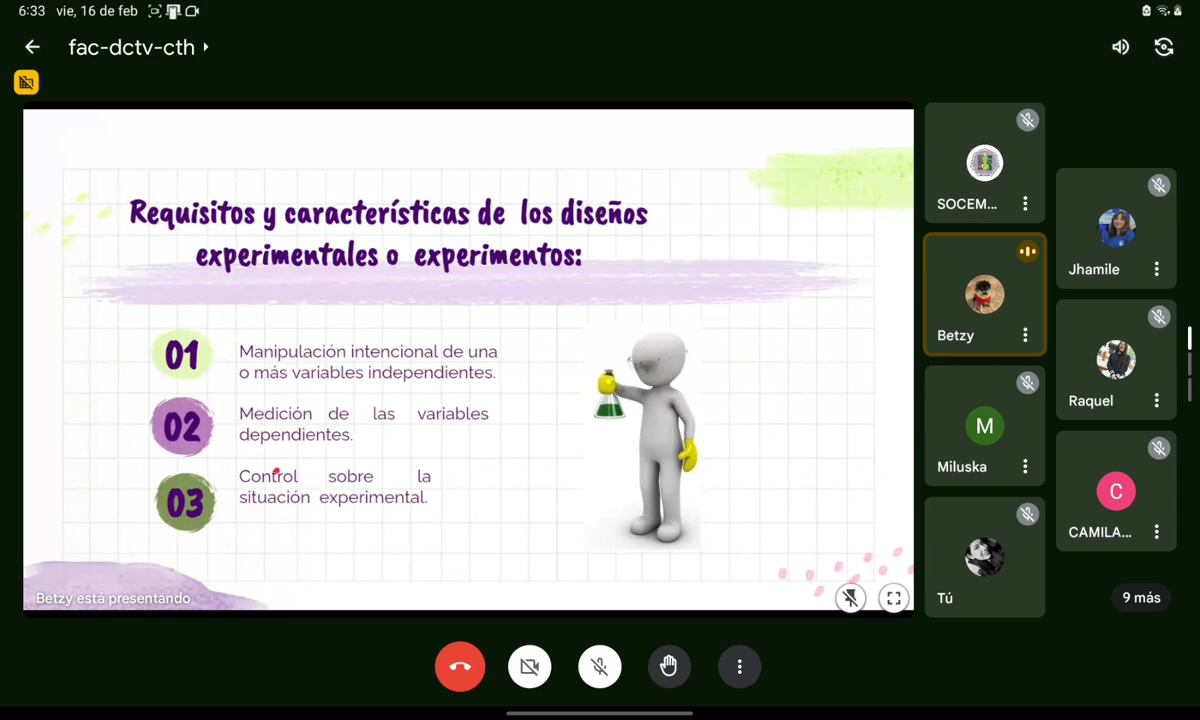 6:33 vie, 16 de feb
fac-dctv-cth
Requisitos y características de los diseños
experimentales o experimentos:
01
Manipulación intencional de una
o más variables independientes.
02
Medición de las variables
dependientes.
03
Control sobre la
situación experimental.
Betzy está presentando
SOCEM...
Betzy
Miluska
M
Tú
Jhamile
Raquel
C
CAMILA...
9 más